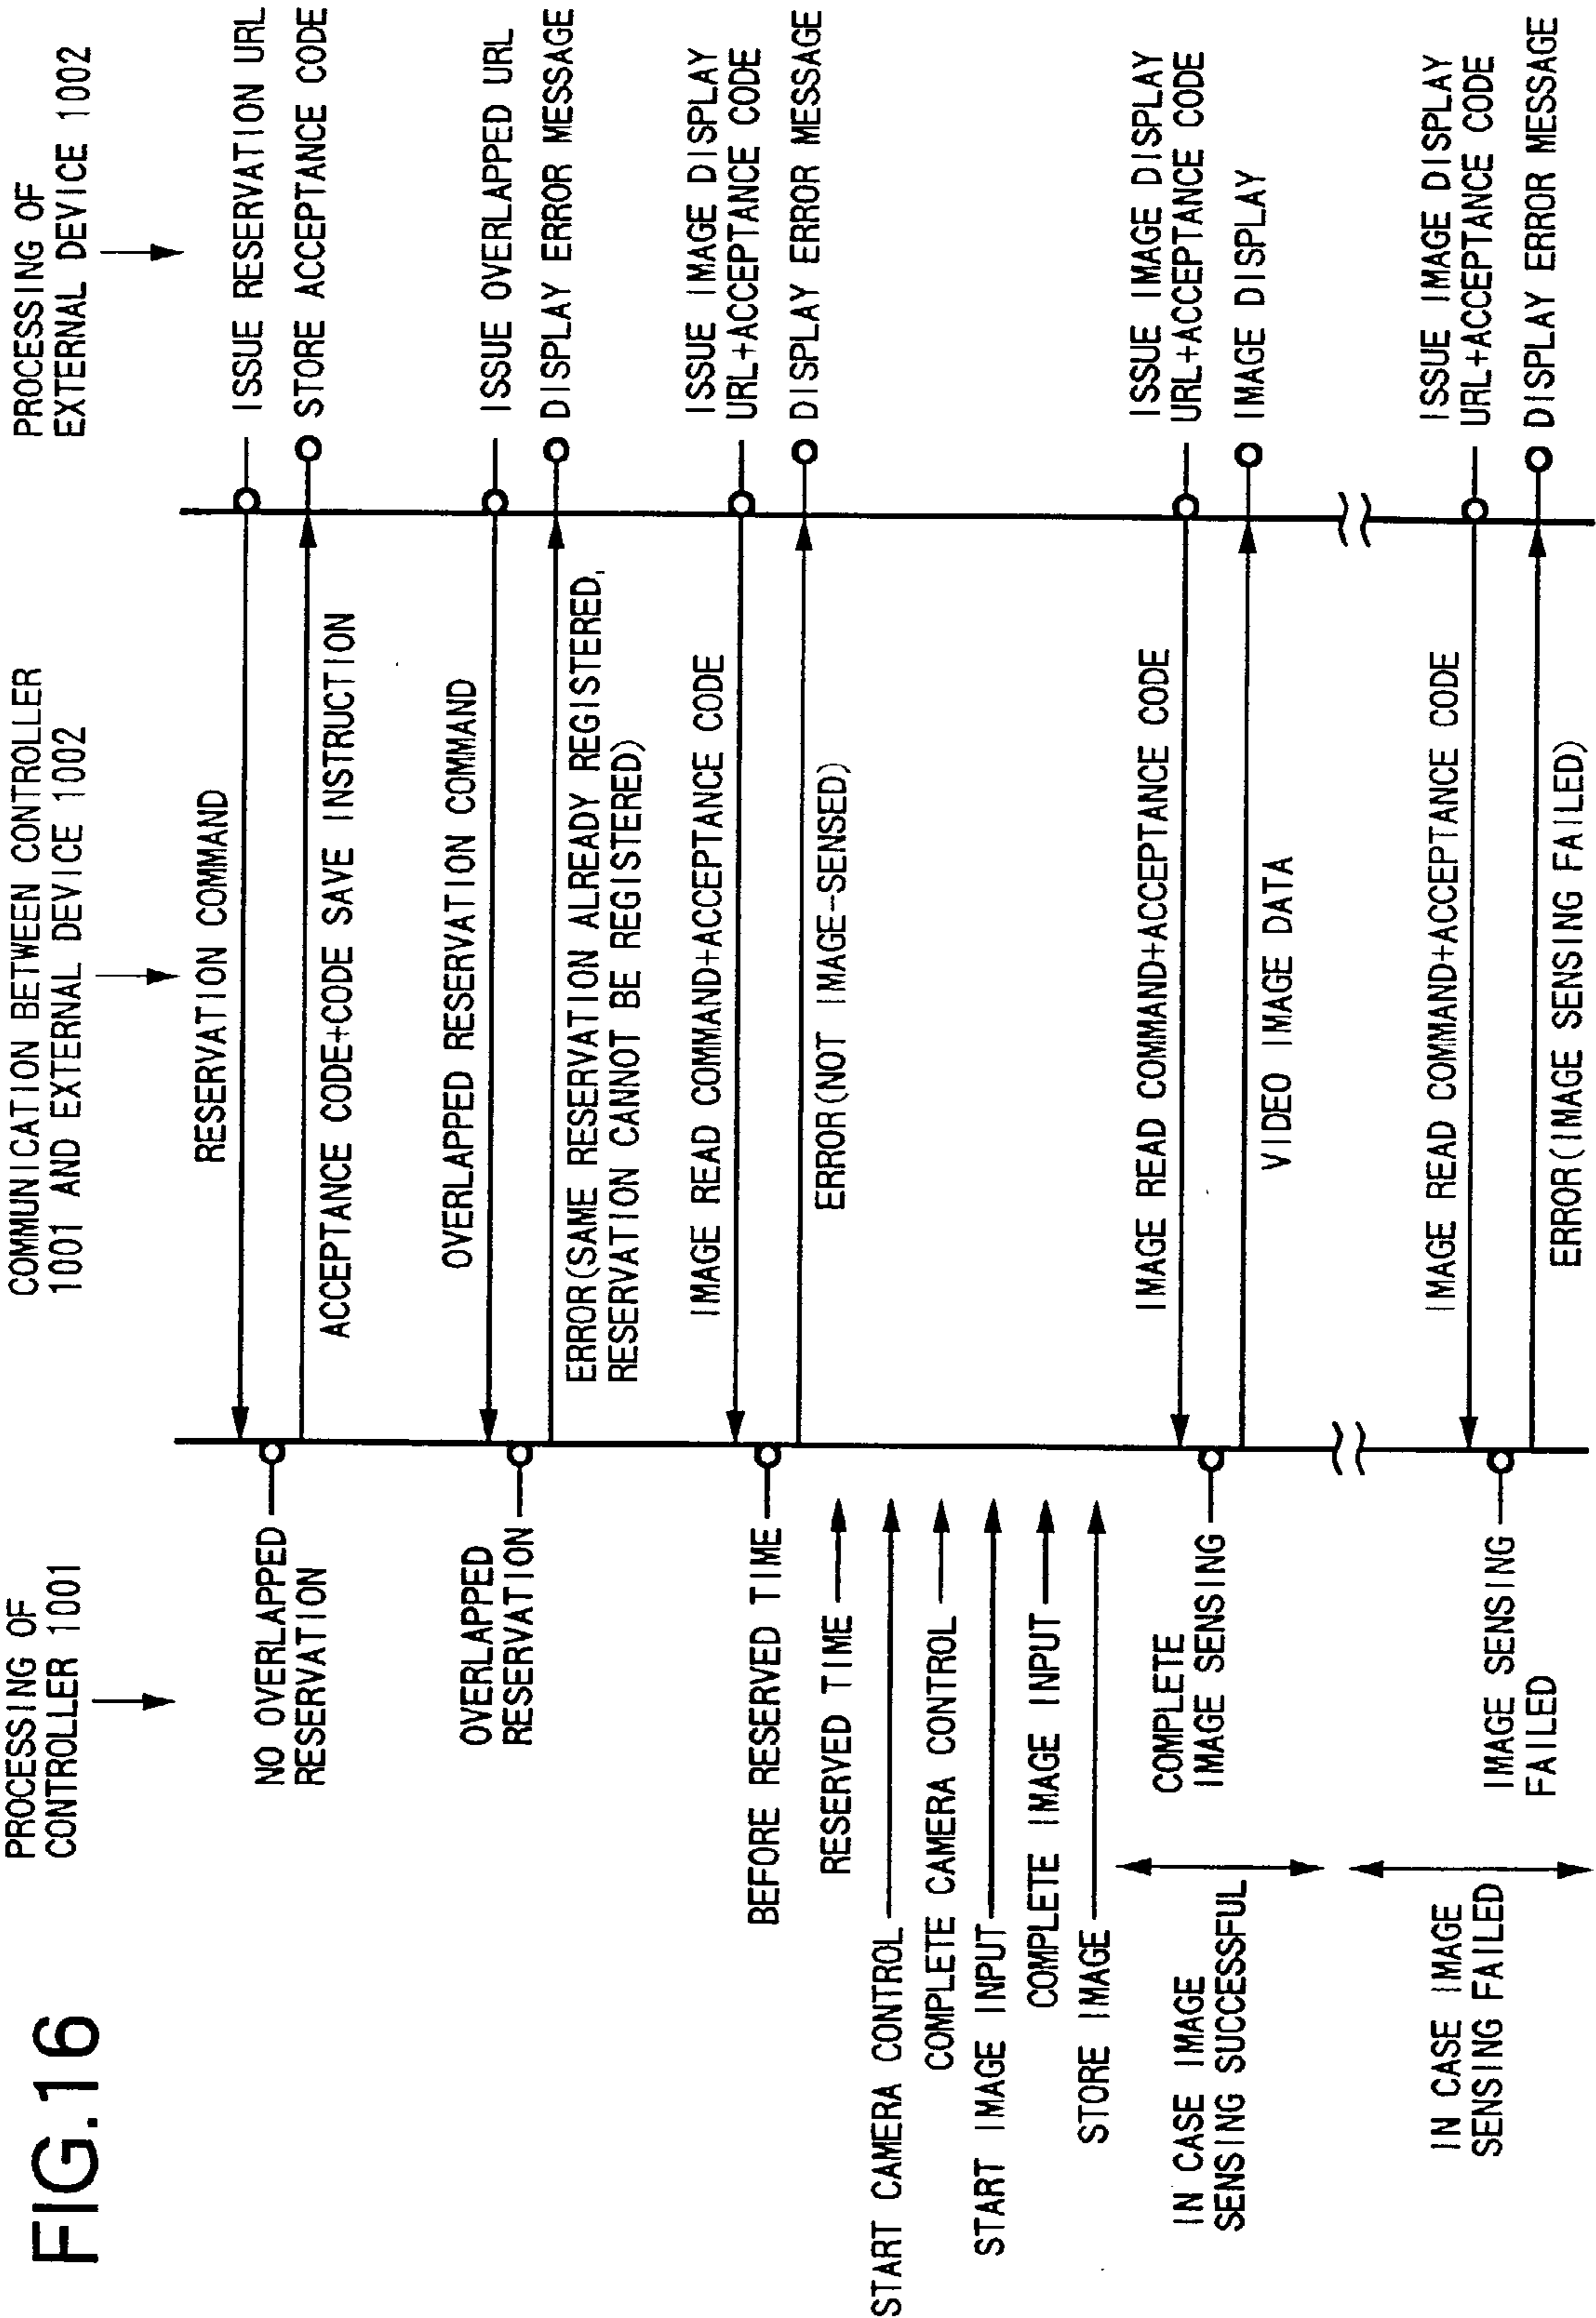 FIG.16
PROCESSING OF
CONTROLLER 1001
COMMUNICATION BETWEEN CONTROLLER
1001 AND EXTERNAL DEVICE 1002
PROCESSING OF
EXTERNAL DEVICE 1002
RESERVATION COMMAND
ISSUE RESERVATION URL
NO OVERLAPPED
RESERVATION
ACCEPTANCE CODE+CODE SAVE INSTRUCTION
STORE ACCEPTANCE CODE
OVERLAPPED RESERVATION COMMAND
ISSUE OVERLAPPED URL
OVERLAPPED
RESERVATION
ERROR(SAME RESERVATION ALREADY REGISTERED,
RESERVATION CANNOT BE REGISTERED)
DISPLAY ERROR MESSAGE
IMAGE READ COMMAND+ACCEPTANCE CODE
ISSUE IMAGE DISPLAY
URL+ACCEPTANCE CODE
BEFORE RESERVED TIME
ERROR(NOT IMAGE-SENSED)
DISPLAY ERROR MESSAGE
RESERVED TIME
START CAMERA CONTROL
COMPLETE CAMERA CONTROL
START IMAGE INPUT
COMPLETE IMAGE INPUT
STORE IMAGE
IN CASE IMAGE
SENSING SUCCESSFUL
COMPLETE
IMAGE SENSING
IMAGE READ COMMAND+ACCEPTANCE CODE
ISSUE IMAGE DISPLAY
URL+ACCEPTANCE CODE
VIDEO IMAGE DATA
IMAGE DISPLAY
IN CASE IMAGE
SENSING FAILED
IMAGE SENSING
FAILED
IMAGE READ COMMAND+ACCEPTANCE CODE
ISSUE IMAGE DISPLAY
URL+ACCEPTANCE CODE
ERROR(IMAGE SENSING FAILED)
DISPLAY ERROR MESSAGE